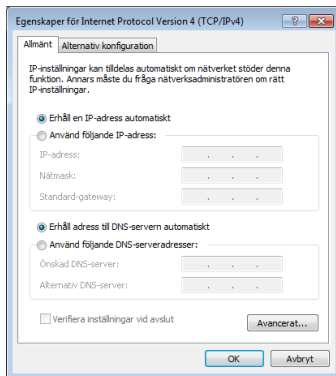 Egenskaper för Internet Protocol Version 4 (TCP/IPv4)
Allmänt
Alternativ konfiguration
IP-inställningar kan tilldelas automatiskt om nätverket stöder denna
funktion. Annars måste du fråga nätverksadministratören om rätt
IP-inställningar.
Erhåll en IP-adress automatiskt
Använd följande IP-adress:
IP-adress:
Nätmask:
Standard-gateway:
Erhåll adress till DNS-servern automatiskt
Använd följande DNS-serveradresser:
Önskad DNS-server:
Alternativ DNS-server:
Verifiera inställningar vid avslut
Avancerat...
OK
Avbryt